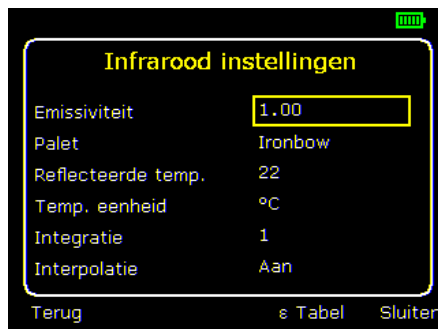 Infrarood instellingen
Emissiviteit 1.00
Palet Ironbow
Reflecteerde temp. 22
Temp. eenheid °C
Integratie 1
Interpolatie Aan
Terug ε Tabel Sluiter